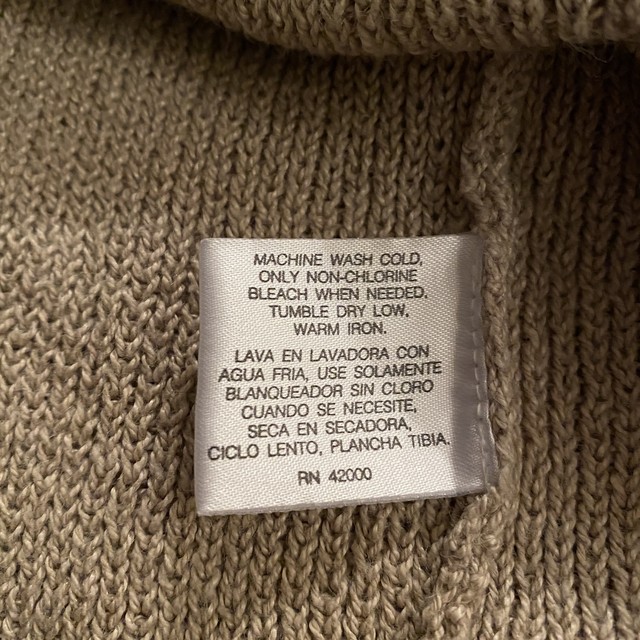 MACHINE WASH COLD,
ONLY NON-CHLORINE
BLEACH WHEN NEEDED,
TUMBLE DRY LOW,
WARM IRON.
LAVA EN LAVADORA CON
AGUA FRIA, USE SOLAMENTE
BLANQUEADOR SIN CLORO
CUANDO SE NECESITE,
SECA EN SECADORA,
CICLO LENTO, PLANCHA TIBIA.
RN 42000